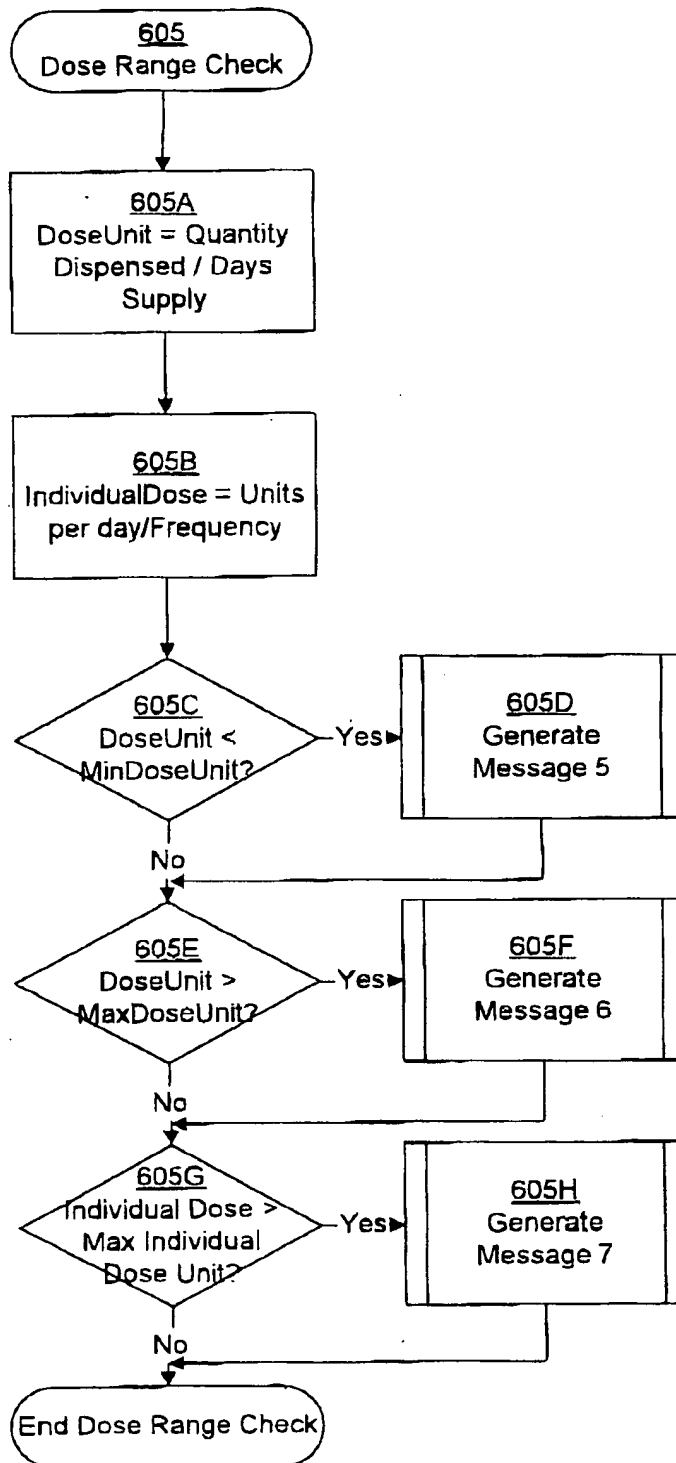 605
Dose Range Check
605A
DoseUnit = Quantity
Dispensed / Days
Supply
605B
IndividualDose = Units
per day/Frequency
605C
DoseUnit <
MinDoseUnit?
Yes
605D
Generate
Message 5
No
605E
DoseUnit >
MaxDoseUnit?
Yes
605F
Generate
Message 6
No
605G
Individual Dose >
Max Individual
Dose Unit?
Yes
605H
Generate
Message 7
No
End Dose Range Check